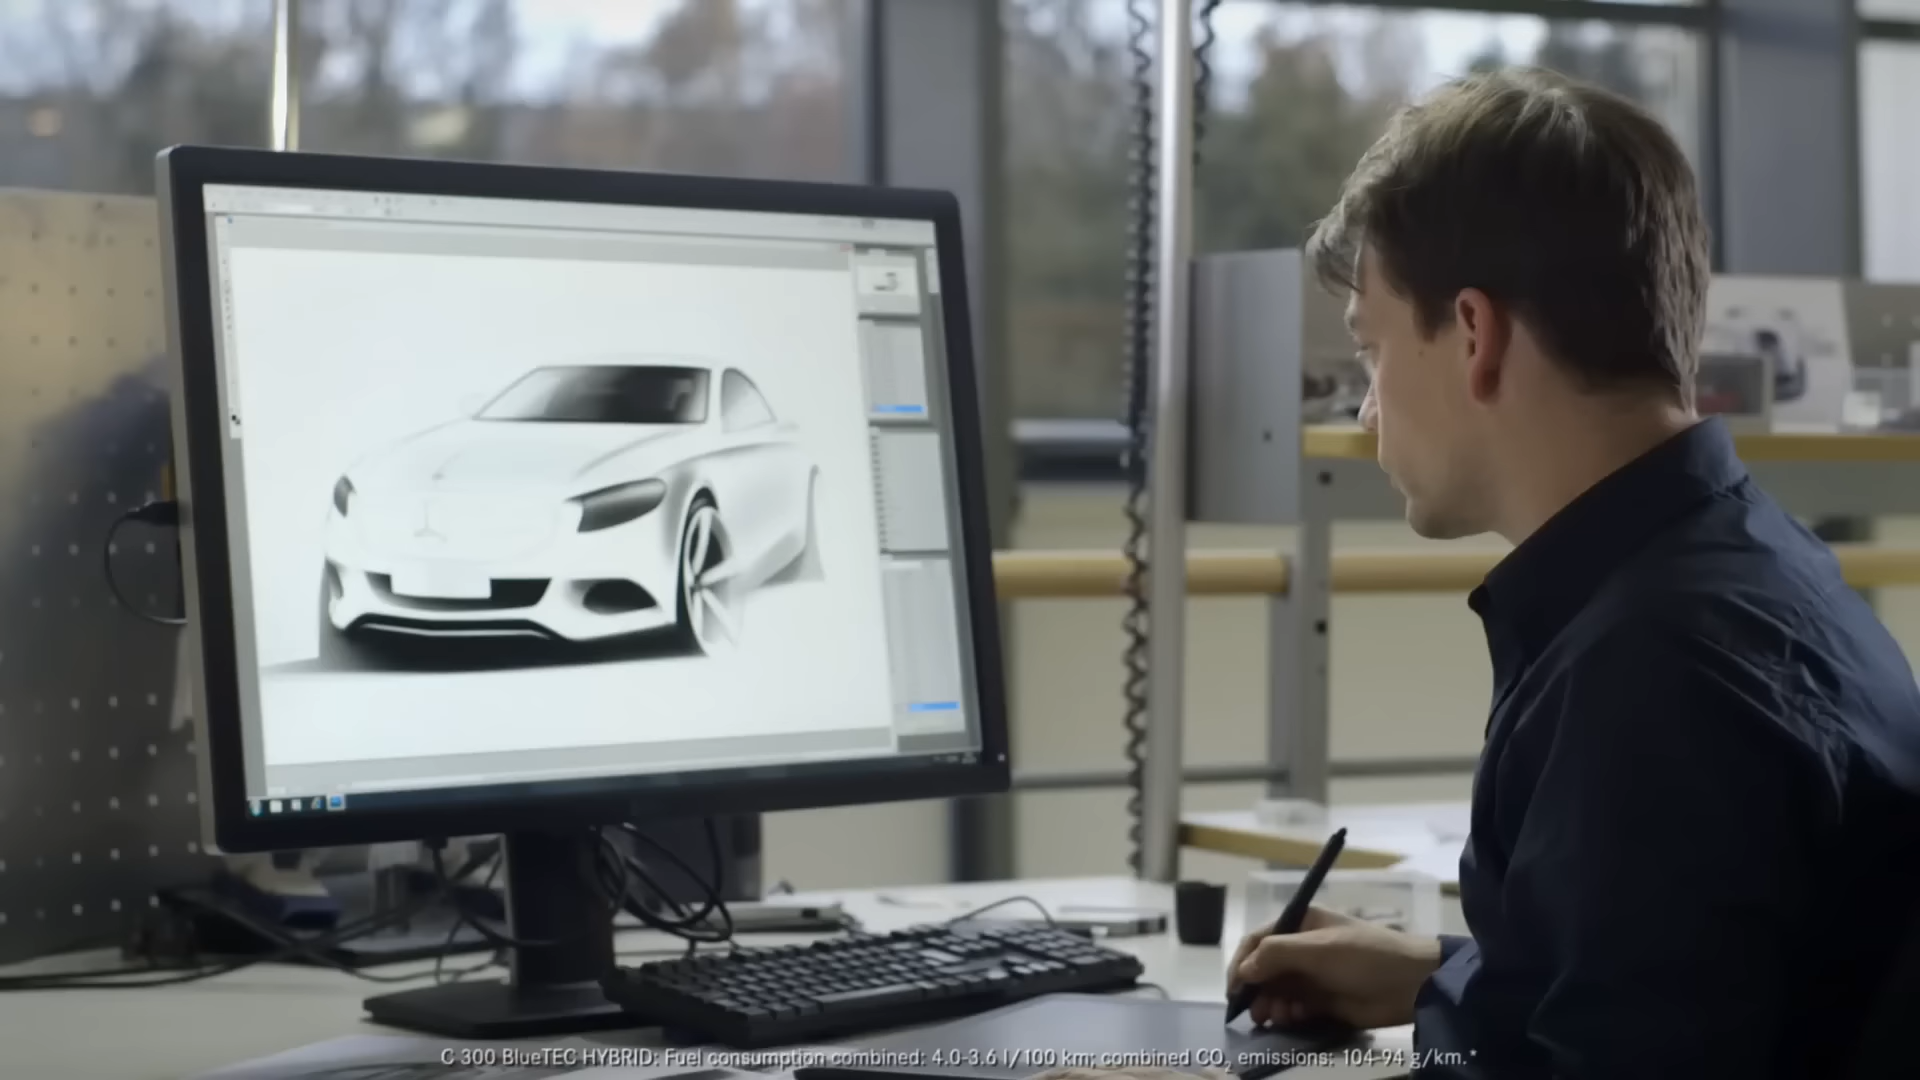 C 300 BlueTEC HYBRID: Fuel consumption combined: 4.0-3.6 l/100 km; combined CO₂ emissions: 104-94 g/km.*